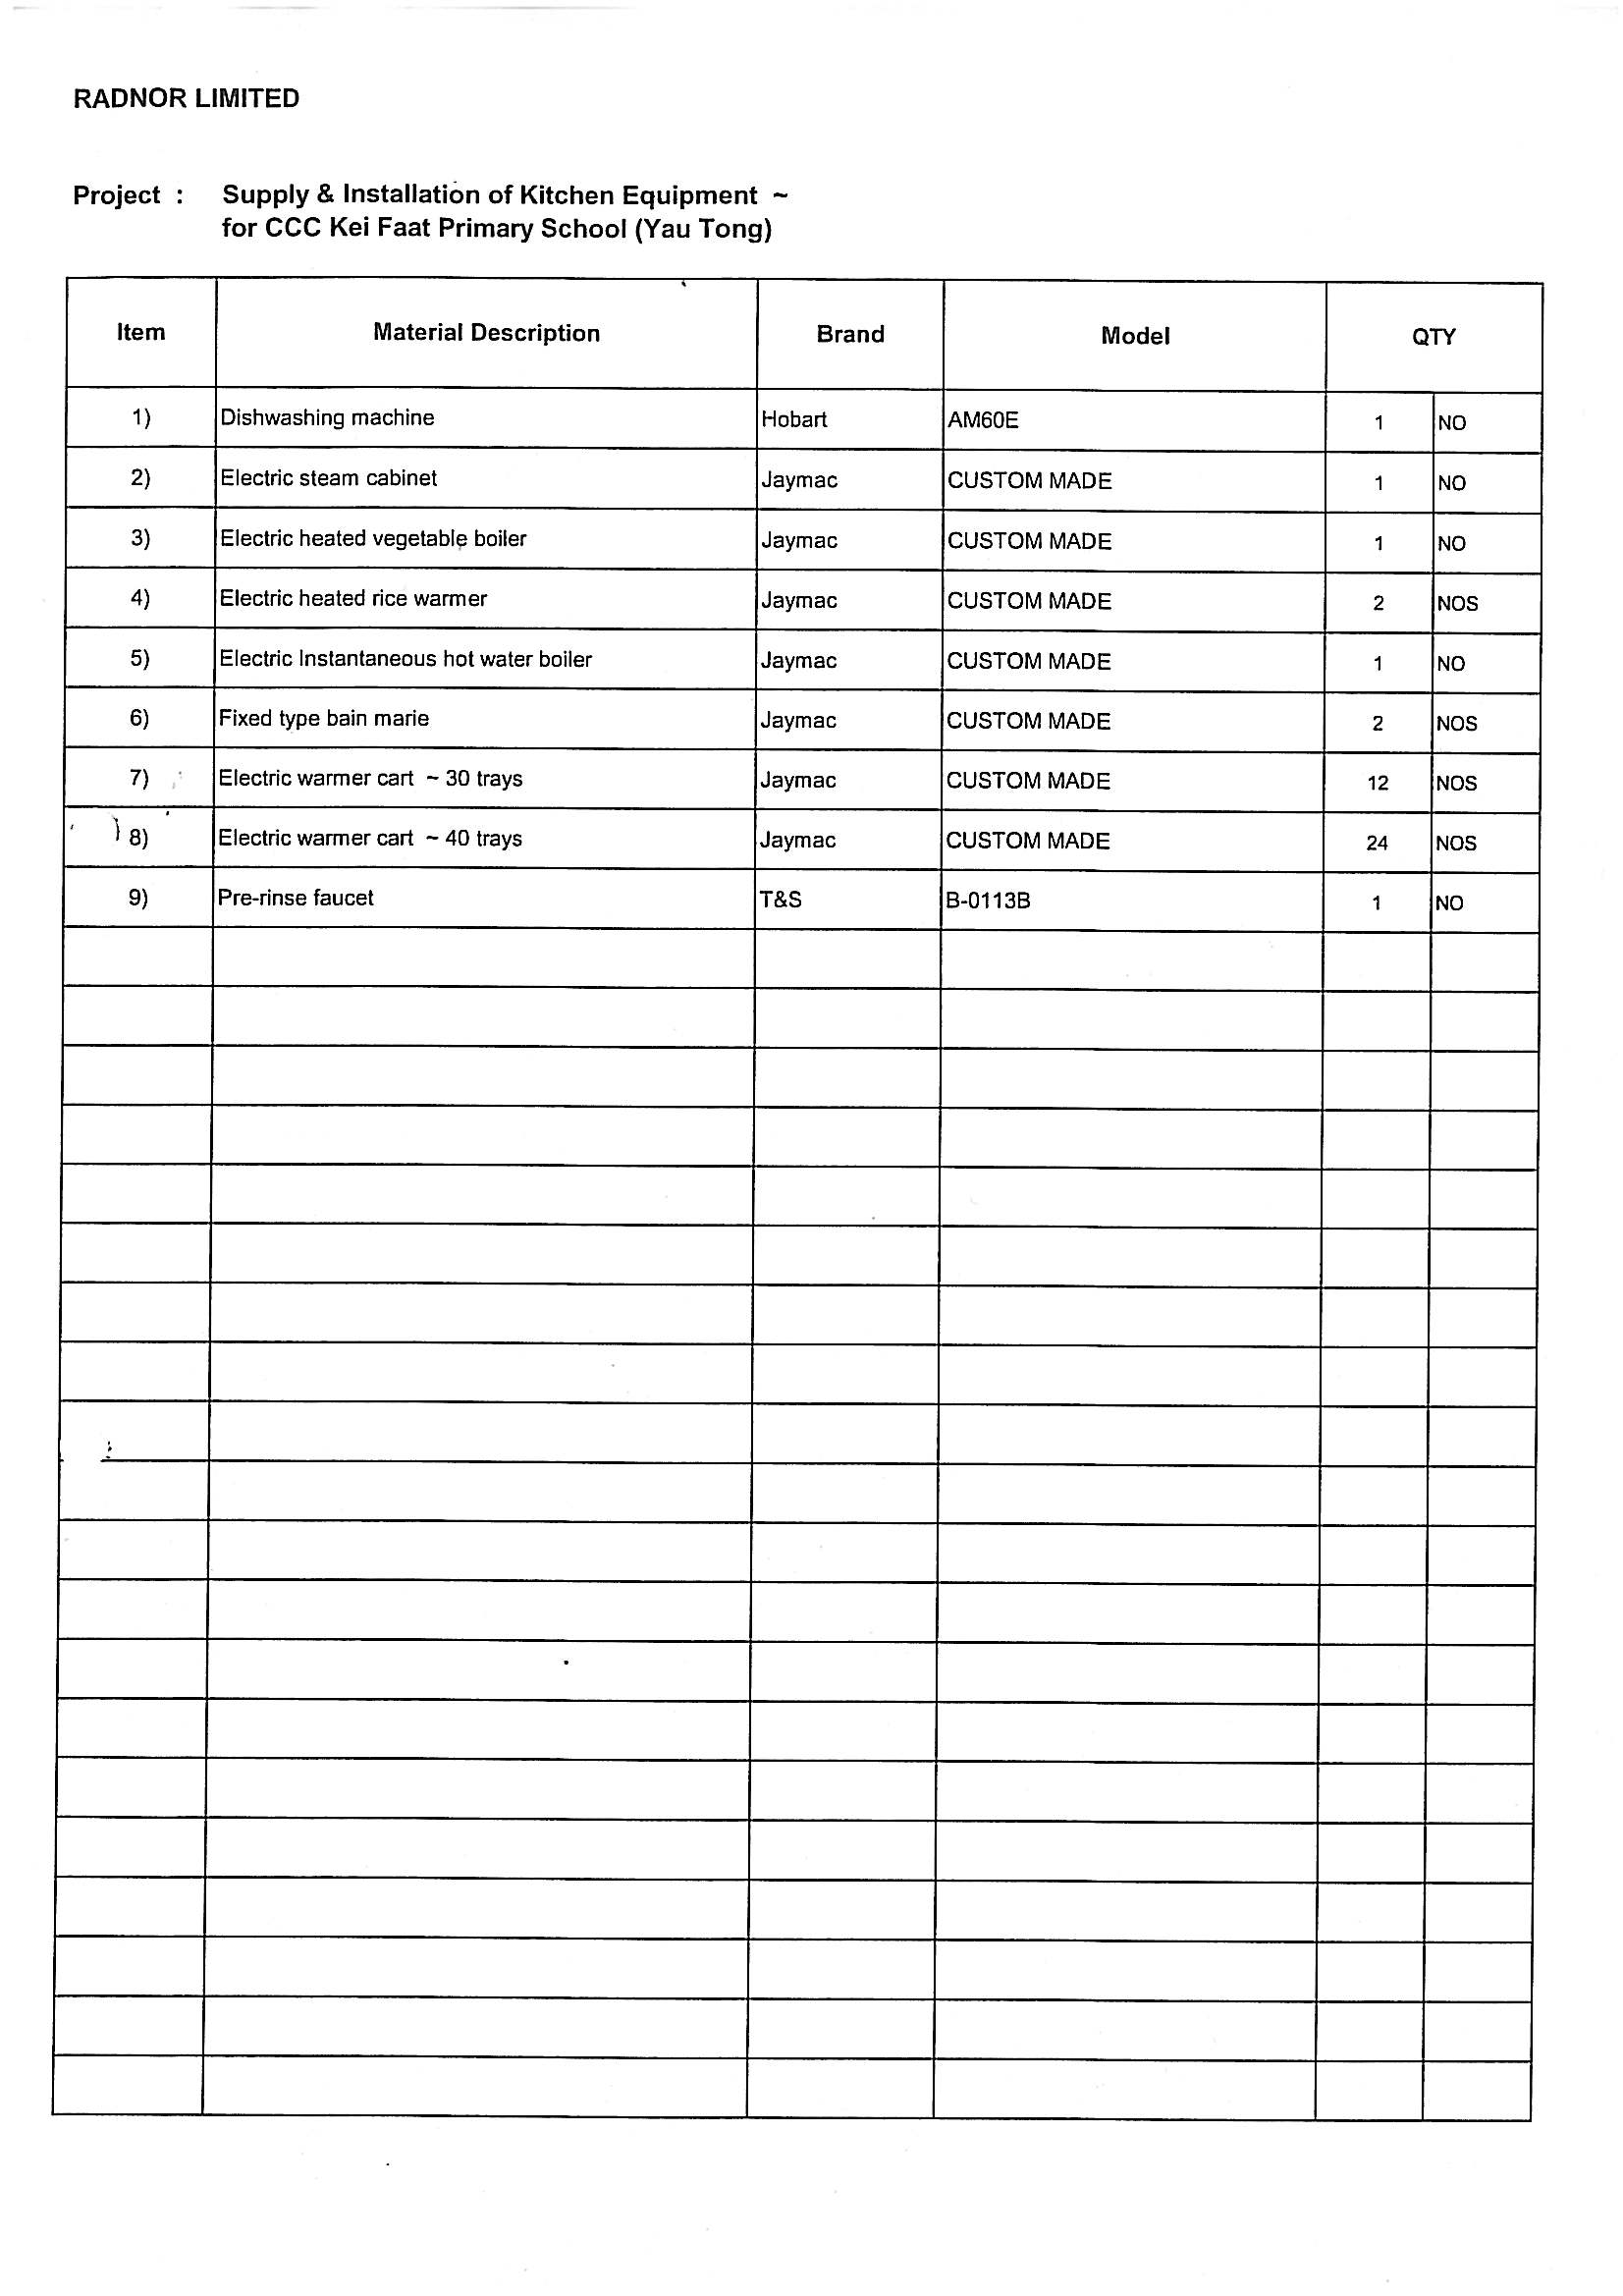 RADNOR LIMITED
Project : Supply & Installation of Kitchen Equipment ~
for CCC Kei Faat Primary School (Yau Tong)
Item Material Description Brand Model QTY
1) Dishwashing machine Hobart AM60E 1 NO
2) Electric steam cabinet Jaymac CUSTOM MADE 1 NO
3) Electric heated vegetable boiler Jaymac CUSTOM MADE 1 NO
4) Electric heated rice warmer Jaymac CUSTOM MADE 2 NOS
5) Electric Instantaneous hot water boiler Jaymac CUSTOM MADE 1 NO
6) Fixed type bain marie Jaymac CUSTOM MADE 2 NOS
7) Electric warmer cart ~ 30 trays Jaymac CUSTOM MADE 12 NOS
8) Electric warmer cart ~ 40 trays Jaymac CUSTOM MADE 24 NOS
9) Pre-rinse faucet T&S B-0113B 1 NO